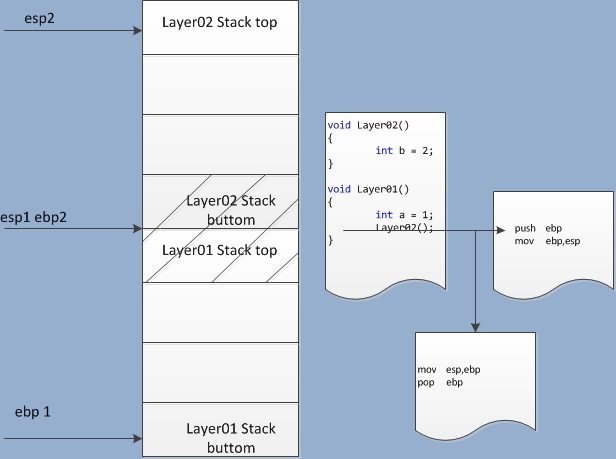 esp2
Layer02 Stack top
Layer02 Stack
buttom
esp1 ebp2
Layer01 Stack top
ebp 1
Layer01 Stack
buttom
void Layer02()
{
int b = 2;
}
void Layer01()
{
int a = 1;
Layer02();
}
push ebp
mov ebp,esp
mov esp,ebp
pop ebp